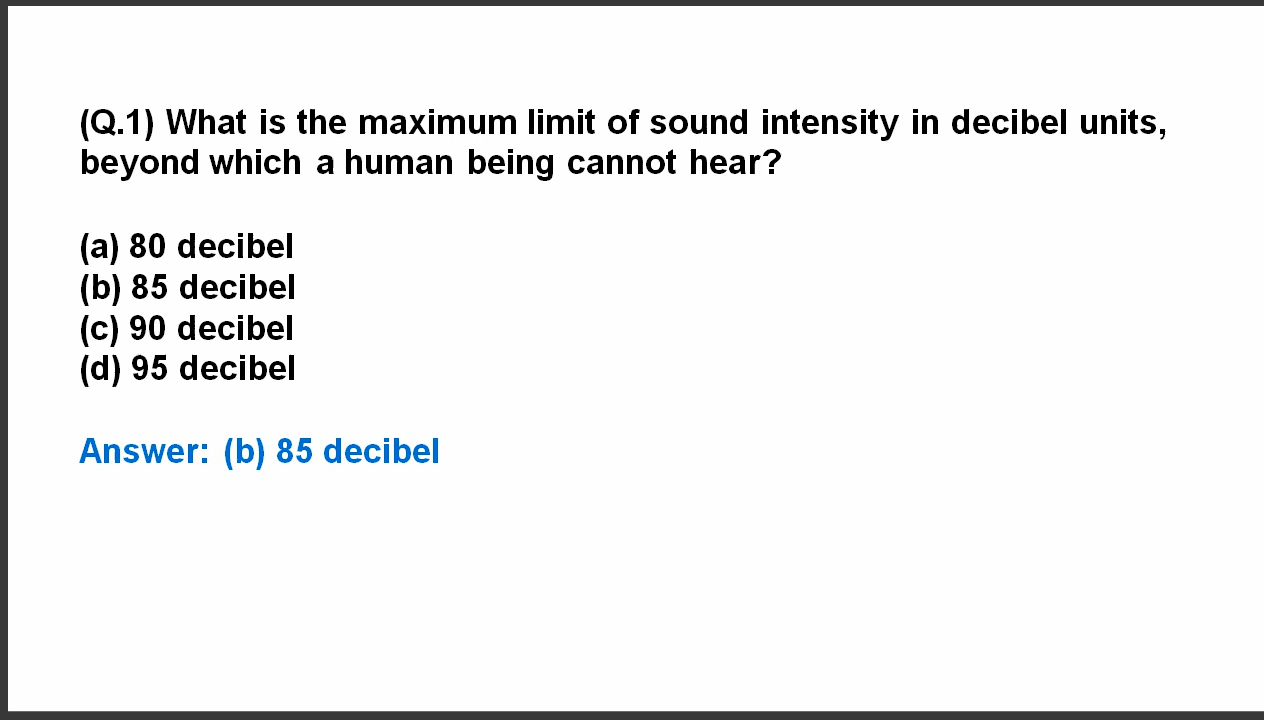 (Q.1) What is the maximum limit of sound intensity in decibel units,
beyond which a human being cannot hear?
(a) 80 decibel
(b) 85 decibel
(c) 90 decibel
(d) 95 decibel
Answer: (b) 85 decibel